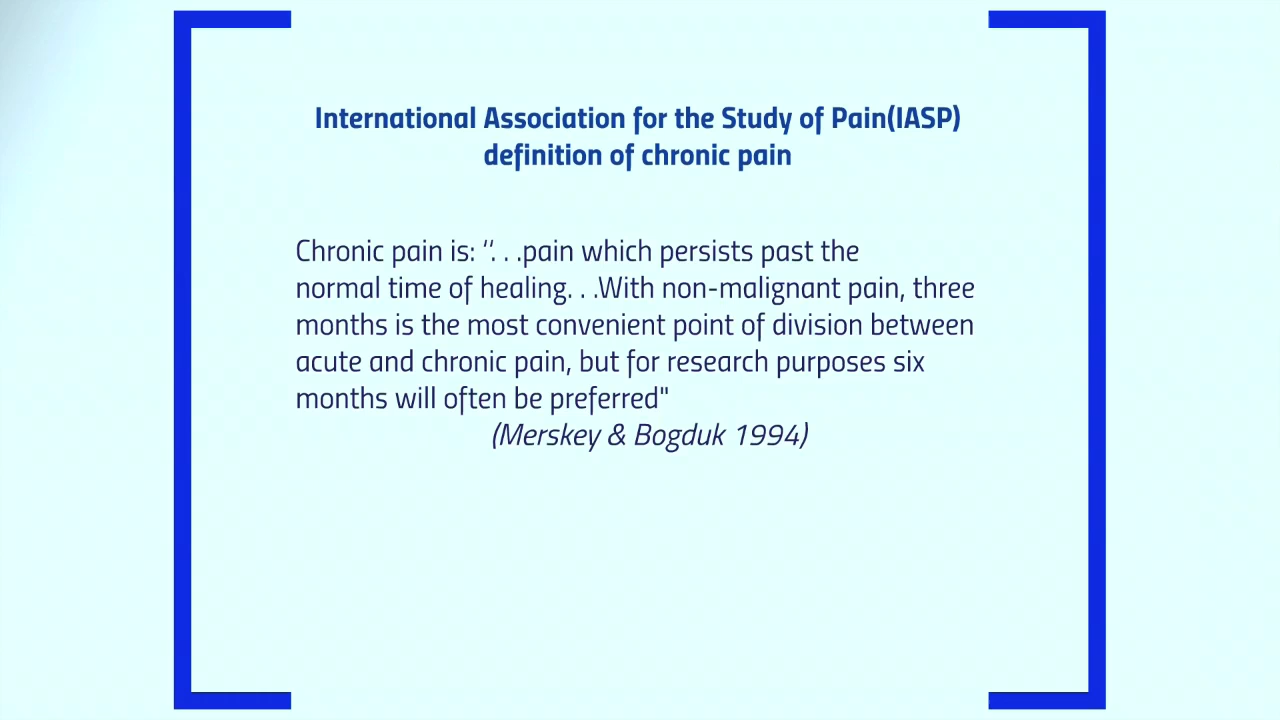 International Association for the Study of Pain(IASP)
definition of chronic pain
Chronic pain is: “. . .pain which persists past the
normal time of healing. . .With non-malignant pain, three
months is the most convenient point of division between
acute and chronic pain, but for research purposes six
months will often be preferred"
(Merskey & Bogduk 1994)